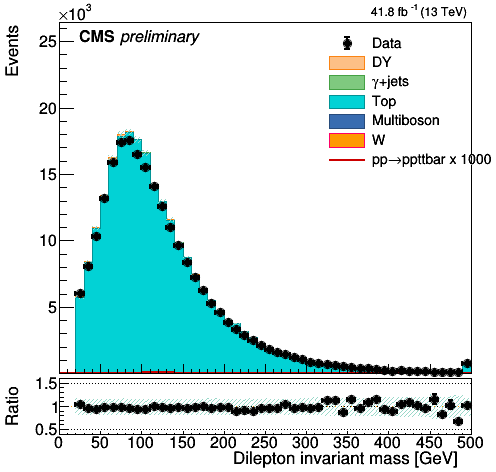 ×10³
41.8 fb⁻¹ (13 TeV)
CMS preliminary
Events
25
20
15
10
5
Data
DY
γ+jets
Top
Multiboson
W
pp→ppttbar x 1000
Ratio
1.5
1
0.5
0 50 100 150 200 250 300 350 400 450 500
Dilepton invariant mass [GeV]